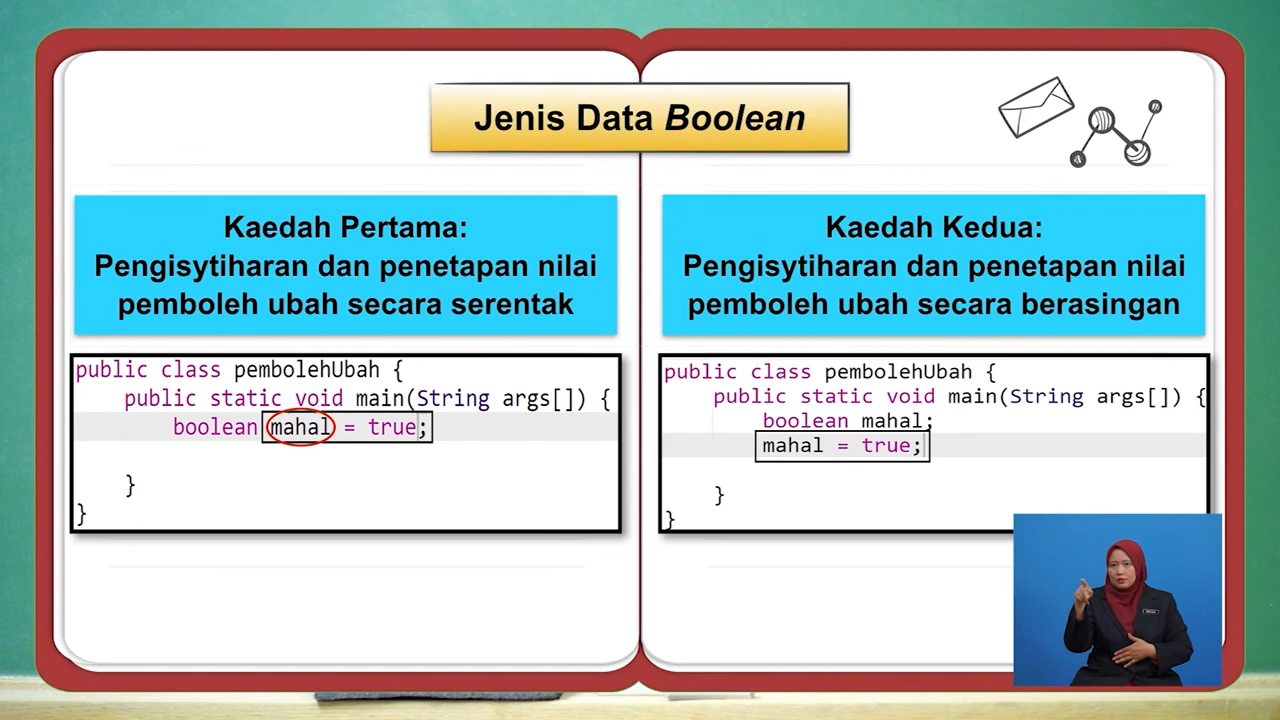 Jenis Data Boolean
Kaedah Pertama:
Pengisytiharan dan penetapan nilai
pemboleh ubah secara serentak
public class pembolehUbah {
public static void main(String args[]) {
boolean mahal = true;
}
}
Kaedah Kedua:
Pengisytiharan dan penetapan nilai
pemboleh ubah secara berasingan
public class pembolehUbah {
public static void main(String args[]) {
boolean mahal;
mahal = true;
}
}